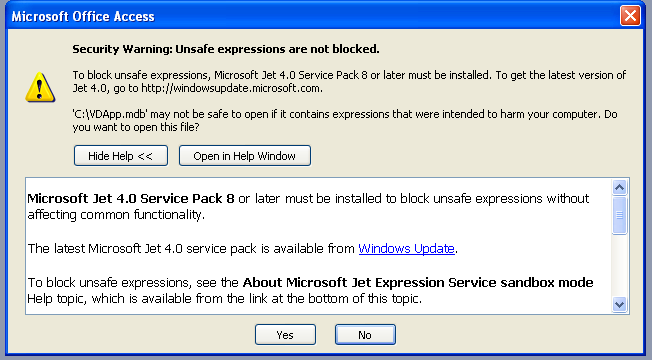 Microsoft Office Access
Security Warning: Unsafe expressions are not blocked.
To block unsafe expressions, Microsoft Jet 4.0 Service Pack 8 or later must be installed. To get the latest version of
Jet 4.0, go to http://windowsupdate.microsoft.com.
'C:\VDApp.mdb' may not be safe to open if it contains expressions that were intended to harm your computer. Do
you want to open this file?
Hide Help << Open in Help Window
Microsoft Jet 4.0 Service Pack 8 or later must be installed to block unsafe expressions without
affecting common functionality.
The latest Microsoft Jet 4.0 service pack is available from Windows Update.
To block unsafe expressions, see the About Microsoft Jet Expression Service sandbox mode
Help topic, which is available from the link at the bottom of this topic.
Yes No